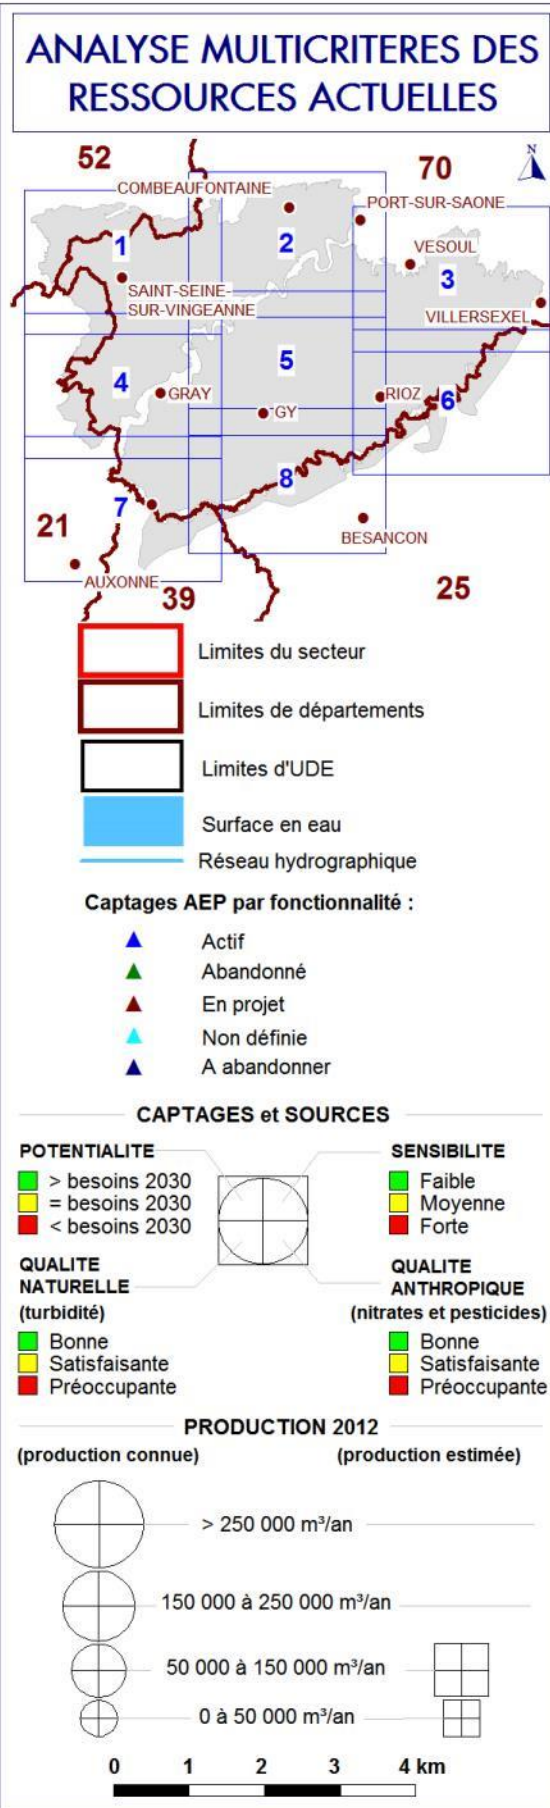 ANALYSE MULTICRITERES DES
RESSOURCES ACTUELLES
52
70
N
COMBEAUFONTAINE
PORT-SUR-SAONE
1
2
VESOUL
3
SAINT-SEINE-
SUR-VINGEANNE
VILLERSEXEL
4
5
GRAY
RIOZ
6
GY
8
7
21
BESANCON
AUXONNE
39
25
Limites du secteur
Limites de départements
Limites d'UDE
Surface en eau
Réseau hydrographique
Captages AEP par fonctionnalité :
Actif
Abandonné
En projet
Non définie
A abandonner
CAPTAGES et SOURCES
POTENTIALITE
> besoins 2030
= besoins 2030
< besoins 2030
SENSIBILITE
Faible
Moyenne
Forte
QUALITE
NATURELLE
(turbidité)
Bonne
Satisfaisante
Préoccupante
QUALITE
ANTHROPIQUE
(nitrates et pesticides)
Bonne
Satisfaisante
Préoccupante
PRODUCTION 2012
(production connue) (production estimée)
> 250 000 m³/an
150 000 à 250 000 m³/an
50 000 à 150 000 m³/an
0 à 50 000 m³/an
0 1 2 3 4 km